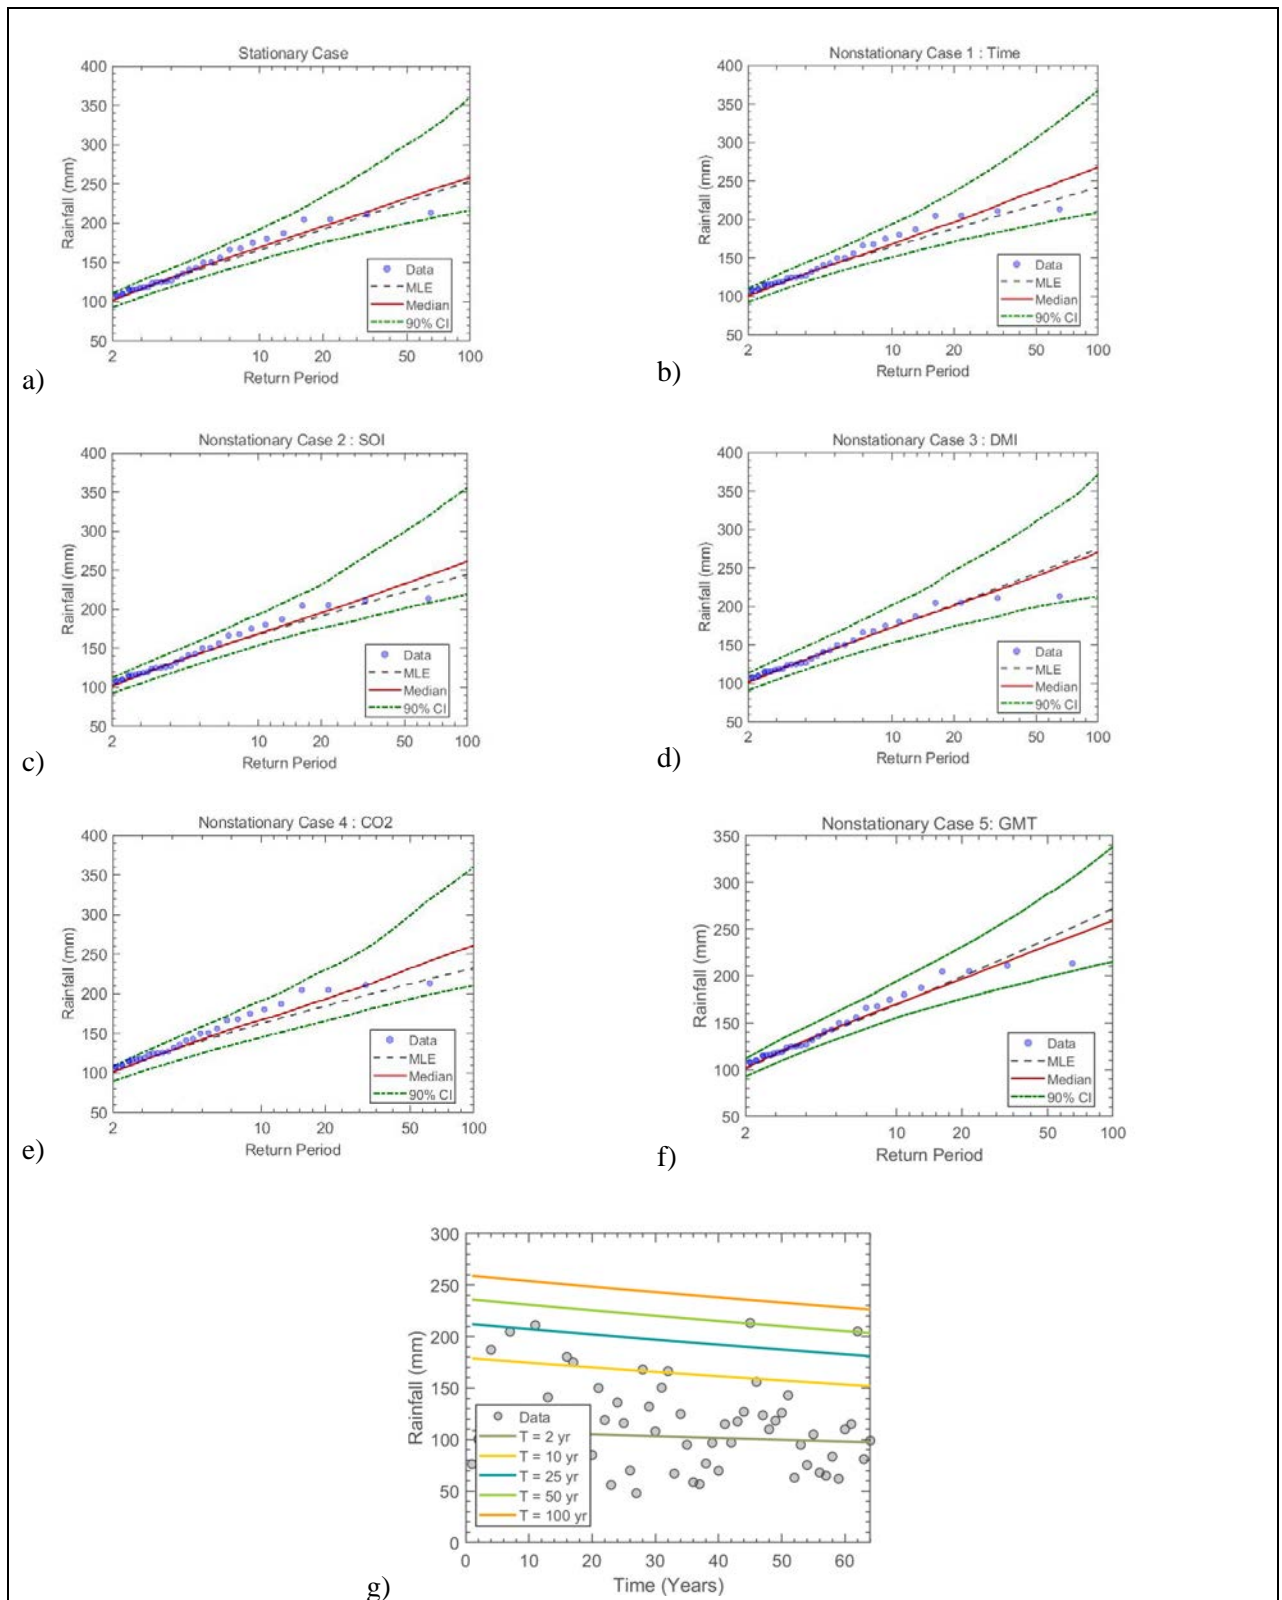 Stationary Case
400
350
300
250
200
150
100
50
Rainfall (mm)
Data
MLE
Median
90% CI
2 10 20 50 100
Return Period
a)
Nonstationary Case 1 : Time
400
350
300
250
200
150
100
50
Rainfall (mm)
Data
MLE
Median
90% CI
2 10 20 50 100
Return Period
b)
Nonstationary Case 2 : SOI
400
350
300
250
200
150
100
50
Rainfall (mm)
Data
MLE
Median
90% CI
2 10 20 50 100
Return Period
c)
Nonstationary Case 3 : DMI
400
350
300
250
200
150
100
50
Rainfall (mm)
Data
MLE
Median
90% CI
2 10 20 50 100
Return Period
d)
Nonstationary Case 4 : CO2
400
350
300
250
200
150
100
50
Rainfall (mm)
Data
MLE
Median
90% CI
2 10 20 50 100
Return Period
e)
Nonstationary Case 5: GMT
350
300
250
200
150
100
50
Rainfall (mm)
Data
MLE
Median
90% CI
2 10 20 50 100
Return Period
f)
300
250
200
150
100
50
0
Rainfall (mm)
Data
T = 2 yr
T = 10 yr
T = 25 yr
T = 50 yr
T = 100 yr
0 10 20 30 40 50 60
Time (Years)
g)